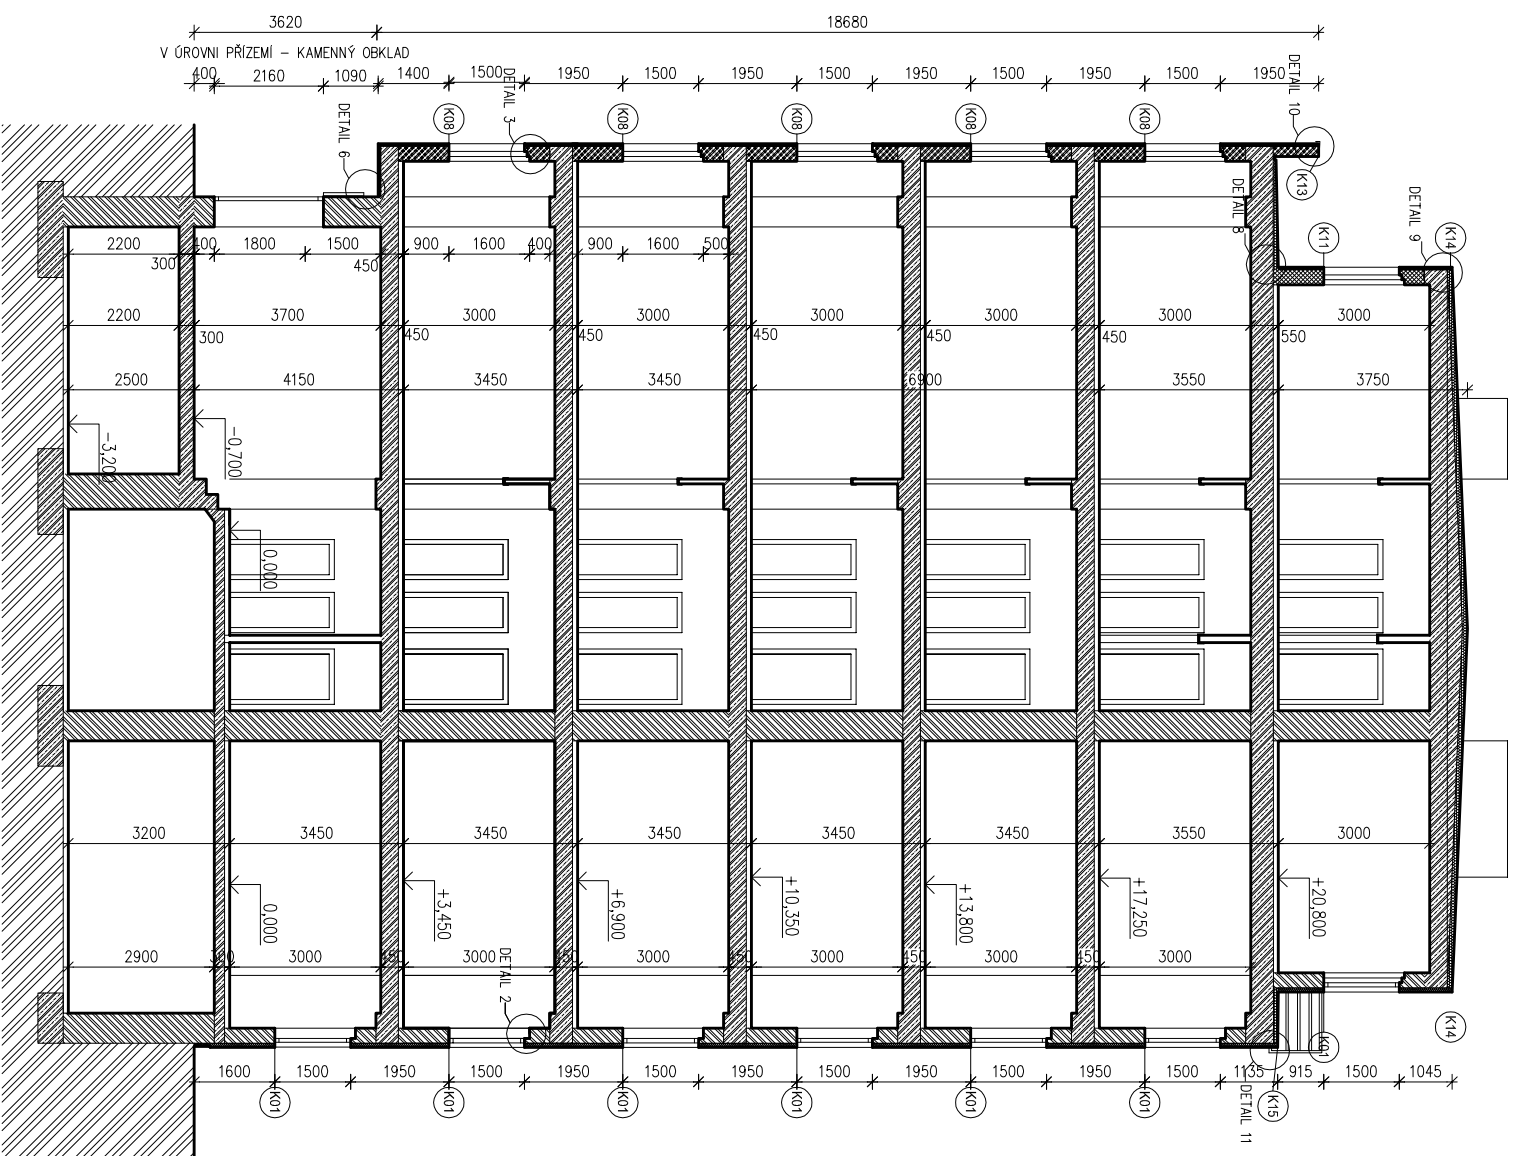 3620 18680
V ÚROVNI PŘÍZEMÍ – KAMENNÝ OBKLAD
400 2160 1090 1400 1500 1950 1500 1950 1500 1950 1500 1950 1500 1950
DETAIL 6
DETAIL 3
DETAIL 10
K08 K08 K08 K08 K08
K13
DETAIL 8
DETAIL 9
K11 K14
2200 400 1800 1500 900 1600 400 900 1600 500
300 450
2200 3700 3000 3000 3000 3000 3000 3000
300 450 450 450 450 450 550
2500 4150 3450 3450 6900 3550 3750
–3,200
–0,700
0,000
3200 3450 3450 3450 3450 3450 3550 3000
0,000
+3,450
+6,900
+10,350
+13,800
+17,250
+20,800
2900 300 3000 450 3000 450 3000 450 3000 450 3000 450 3000
DETAIL 2
K14
K01
1600 1500 1950 1500 1950 1500 1950 1500 1950 1500 1950 1500 1135 915 1500 1045
K01 K01 K01 K01 K01 K01 K15
DETAIL 11